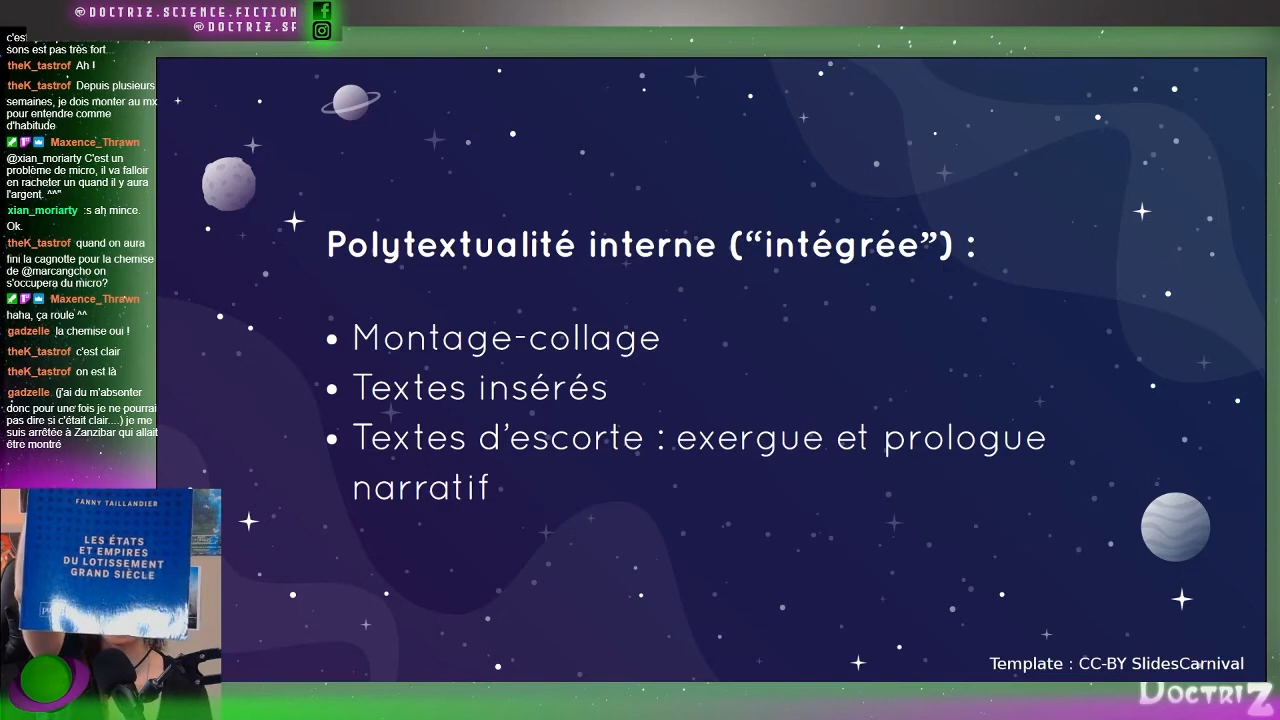 @DOCTRIZ.SCIENCE.FICTION
@DOCTRIZ.SF
sons est pas très fort...
theK_tastrof Ah !
theK_tastrof Depuis plusieurs
semaines, je dois monter au mx
pour entendre comme
d'habitude
Maxence_Thrawn
@xian_moriarty C'est un
problème de micro, il va falloir
en racheter un quand il y aura
l'argent. ^^"
xian_moriarty :s ah mince.
Ok.
theK_tastrof quand on aura
fini la cagnotte pour la chemise
de @marcangcho on
s'occupera du micro?
Maxence_Thrawn
haha, ça roule ^^
gadzelle la chemise oui !
theK_tastrof c'est clair
theK_tastrof on est là
gadzelle (j'ai du m'absenter
donc pour une fois je ne pourrai
pas dire si c'était clair....) je me
suis arrêtée à Zanzibar qui allait
être montré
Polytextualité interne (“intégrée”) :
• Montage-collage
• Textes insérés
• Textes d’escorte : exergue et prologue
narratif
FANNY TAILLANDIER
LES ÉTATS
ET EMPIRES
DU LOTISSEMENT
GRAND SIÈCLE
Template : CC-BY SlidesCarnival
DOCTRIZ